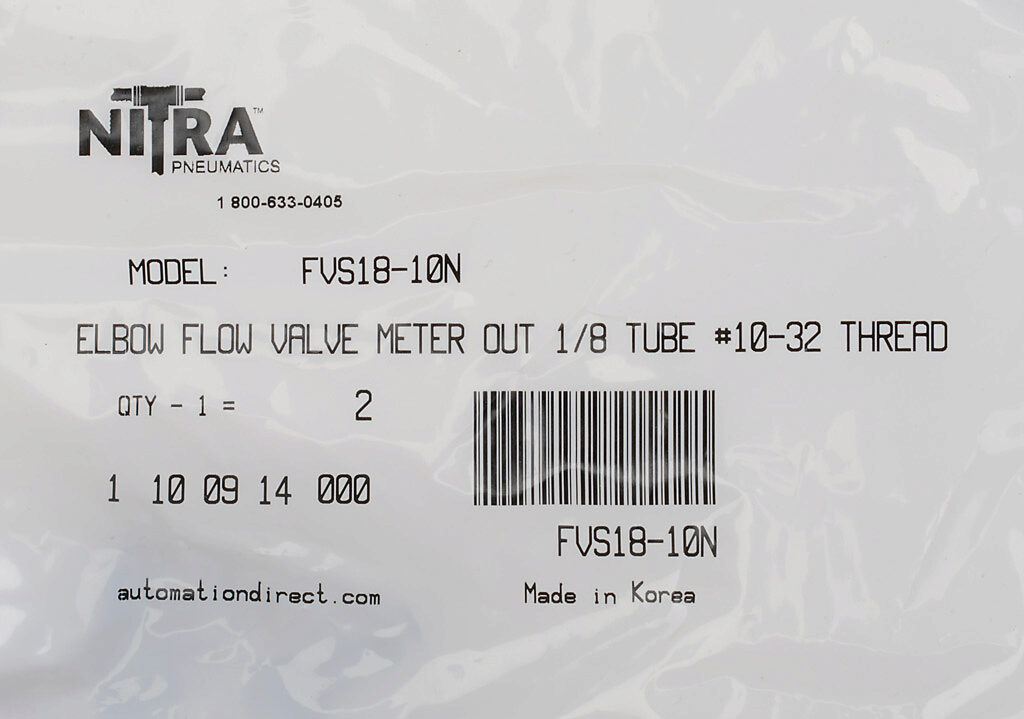 NITRA™
PNEUMATICS
1 800-633-0405
MODEL: FVS18-10N
ELBOW FLOW VALVE METER OUT 1/8 TUBE #10-32 THREAD
QTY - 1 = 2
1 10 09 14 000
FVS18-10N
automationdirect.com Made in Korea